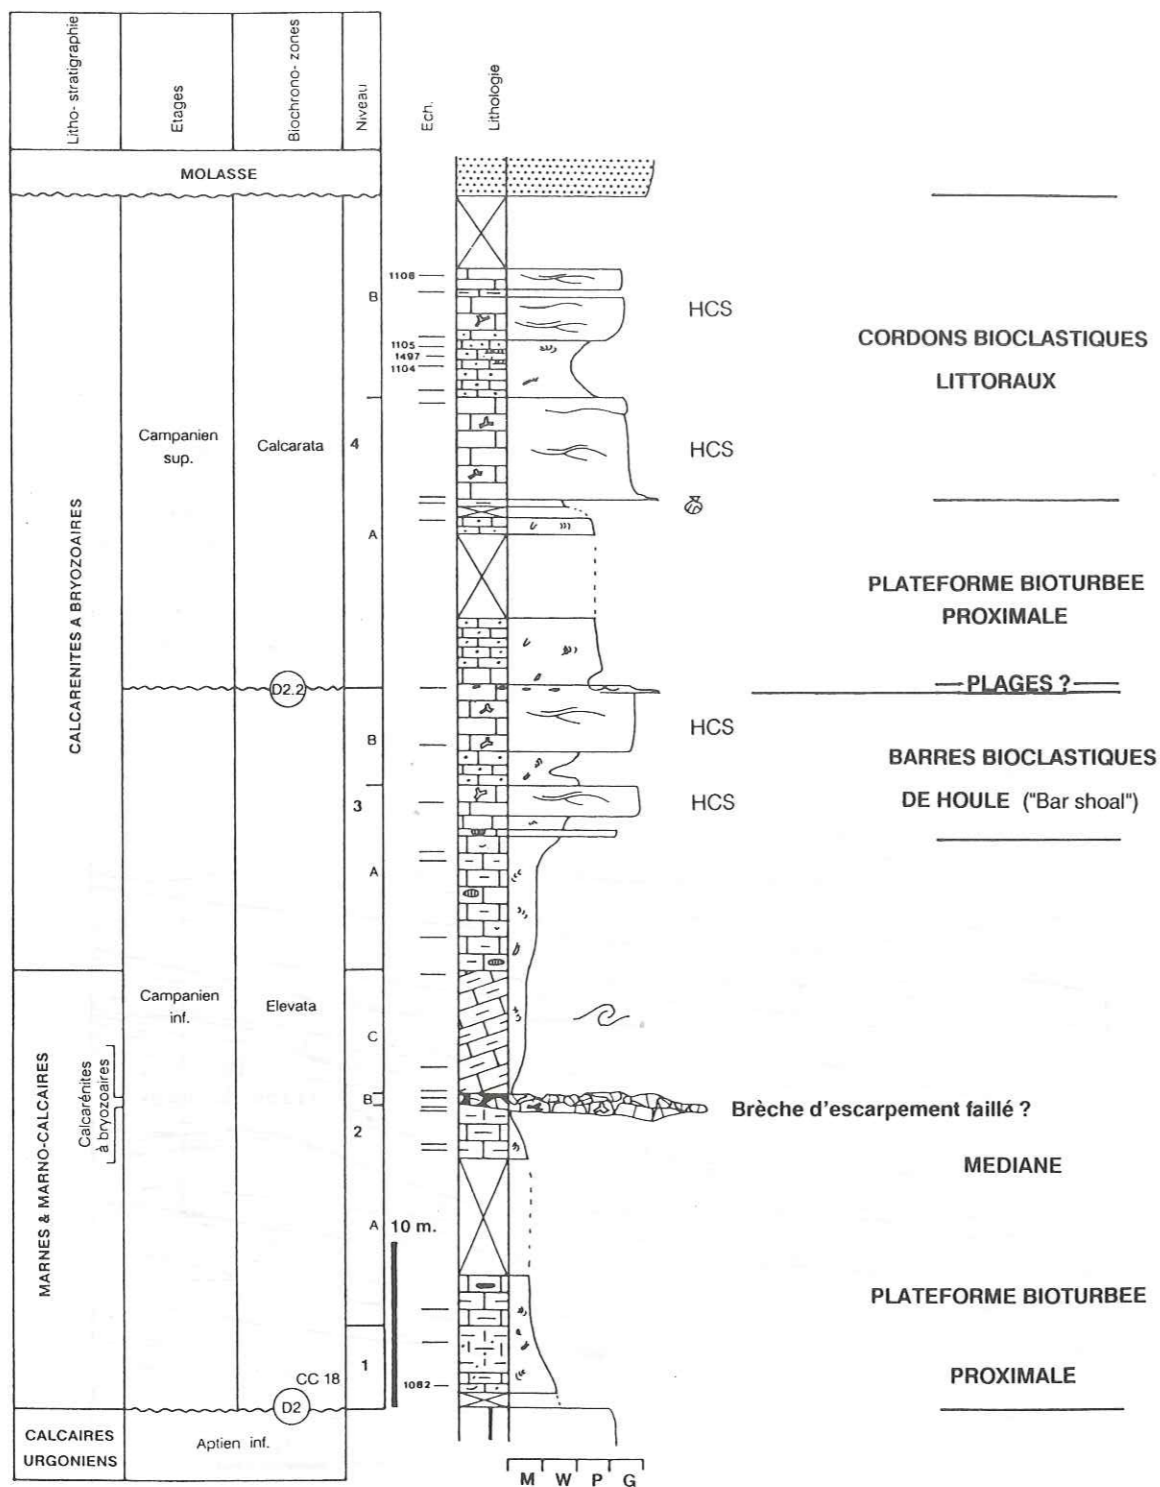 Litho- stratigraphie
Etages
Biochrono- zones
Niveau
Ech.
Lithologie
MOLASSE
1108
B
HCS
1105
1497
1104
CORDONS BIOCLASTIQUES
LITTORAUX
Campanien
sup.
Calcarata
4
HCS
A
PLATEFORME BIOTURBEE
PROXIMALE
CALCARENITES A BRYOZOAIRES
D2.2
PLAGES ?
HCS
B
BARRES BIOCLASTIQUES
DE HOULE ("Bar shoal")
3
HCS
A
Campanien
inf.
Elevata
C
MARNES & MARNO-CALCAIRES
Calcarénites
à bryozoaires
B
Brèche d'escarpement faillé ?
2
MEDIANE
A
10 m.
PLATEFORME BIOTURBEE
1
CC 18
1082
PROXIMALE
D2
CALCAIRES
URGONIENS
Aptien inf.
M W P G